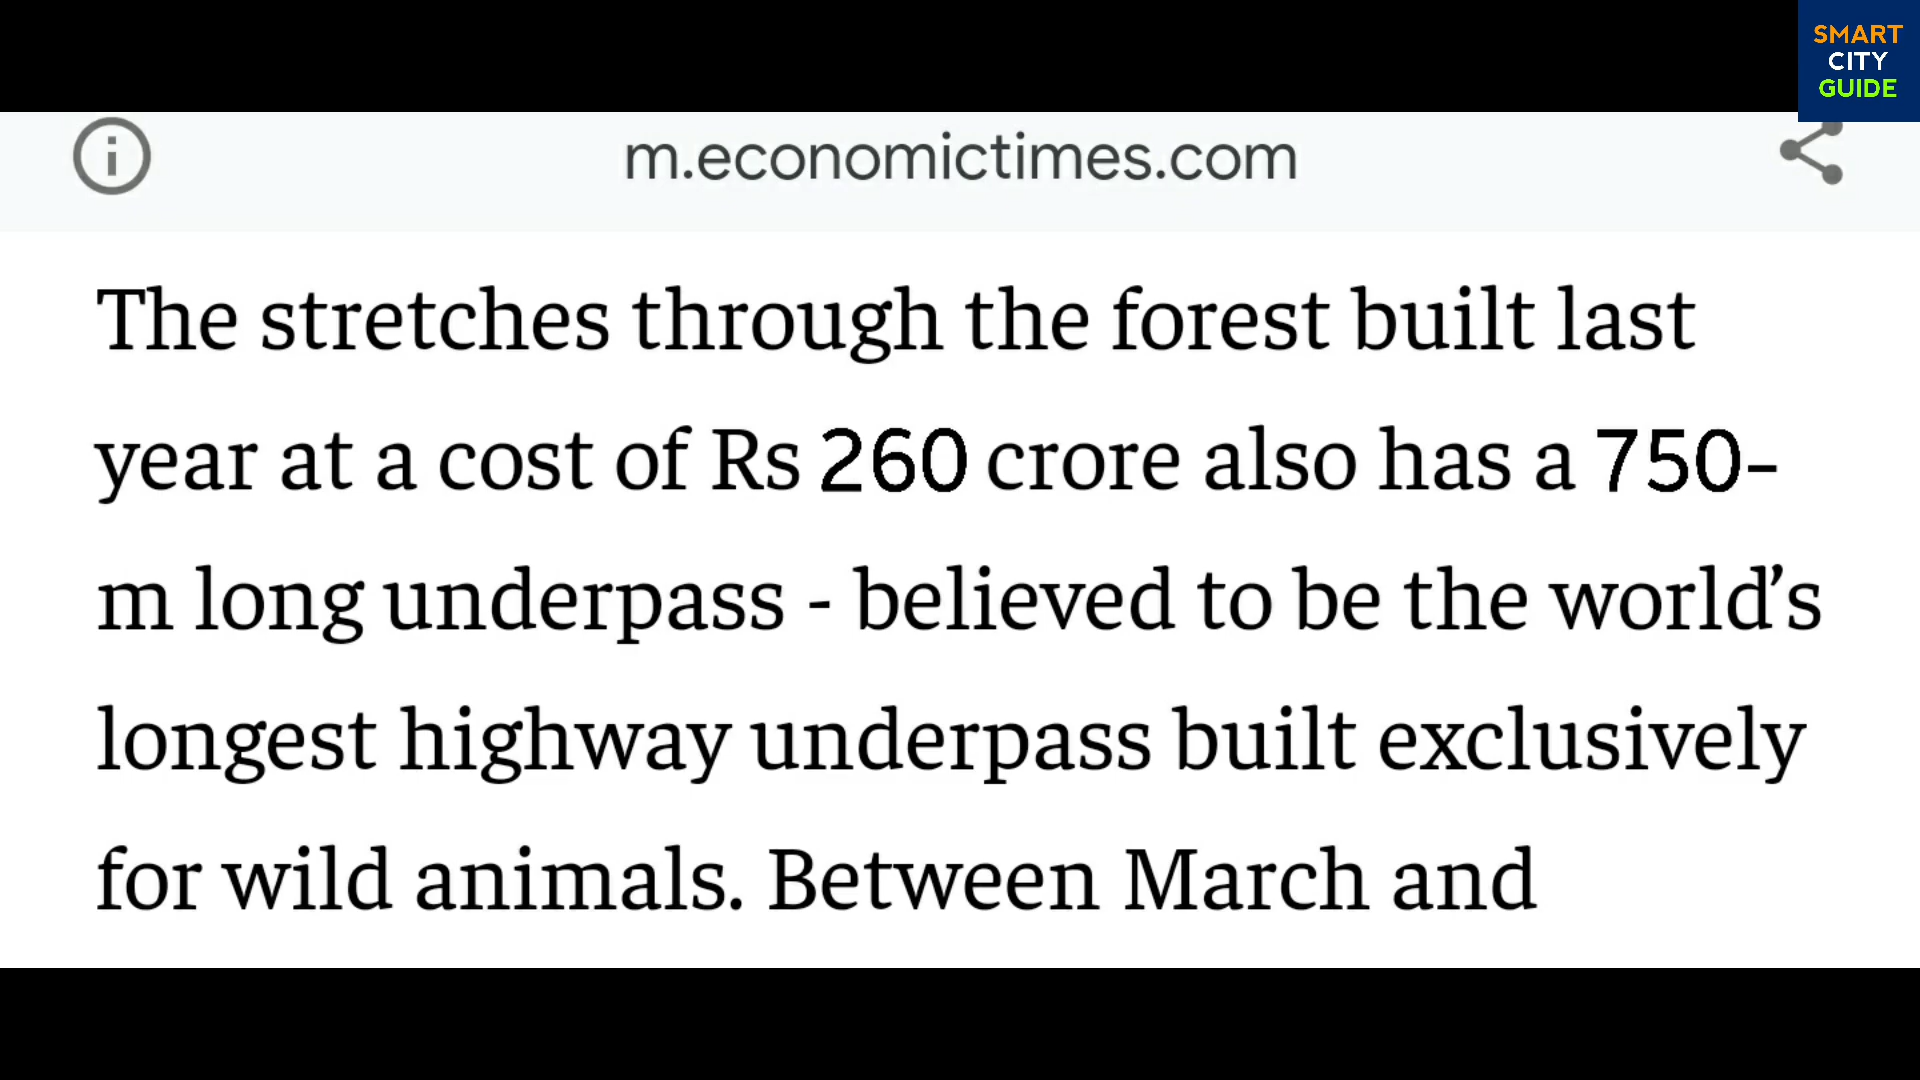 SMART
CITY
GUIDE
m.economictimes.com
The stretches through the forest built last
year at a cost of Rs 260 crore also has a 750-
m long underpass - believed to be the world’s
longest highway underpass built exclusively
for wild animals. Between March and